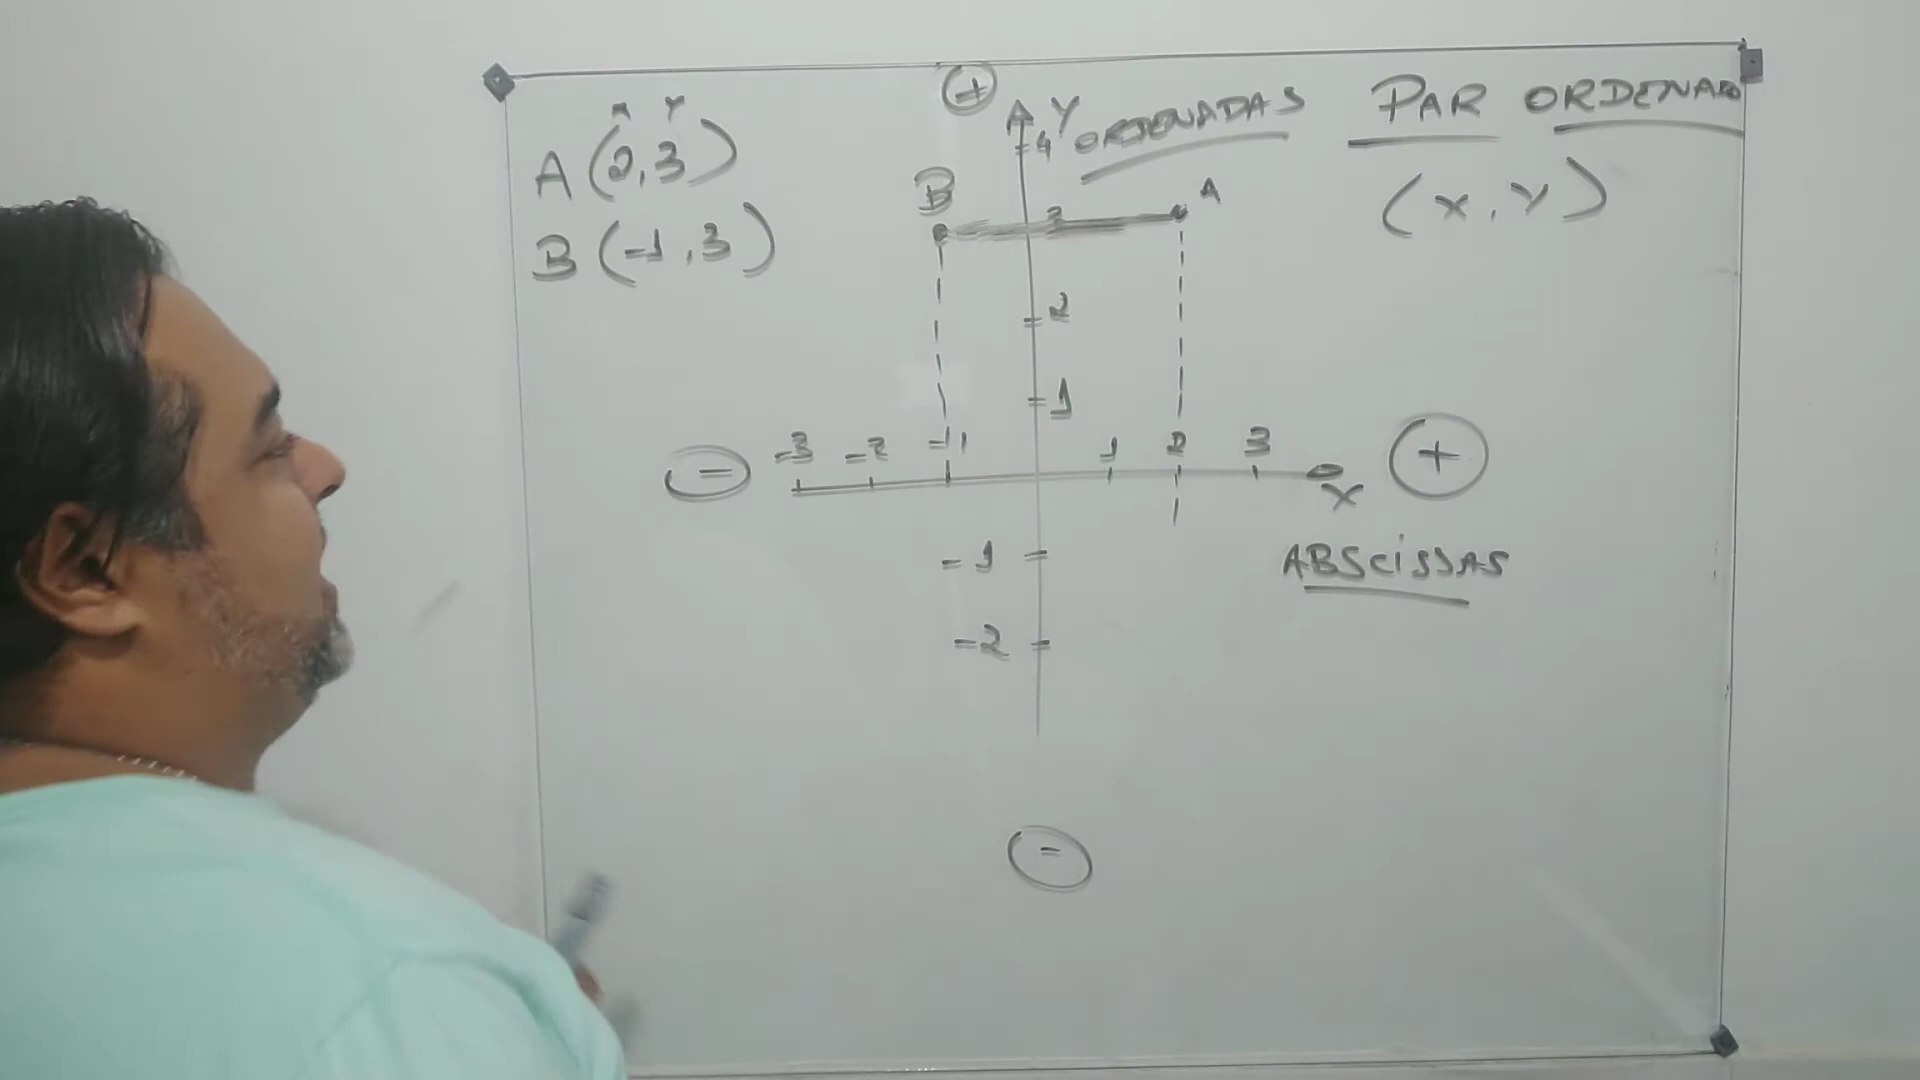 +
Y
ORDENADAS
PAR ORDENADO
(X, Y)
X Y
A (2, 3)
B (-1, 3)
4
B
3
A
2
1
-3 -2 -1 1 2 3
-
X
+
ABSCISSAS
-1
-2
-